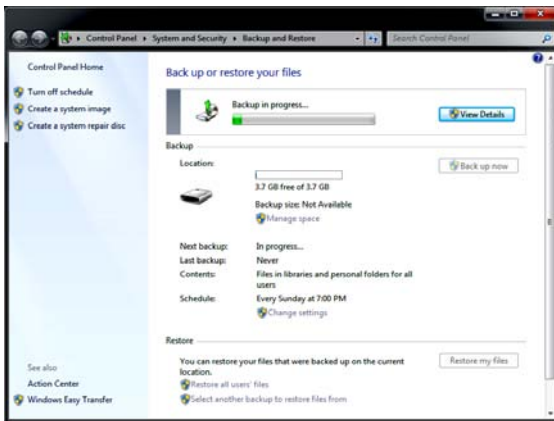 Control Panel ▸ System and Security ▸ Backup and Restore
Search Control Panel
Control Panel Home
Turn off schedule
Create a system image
Create a system repair disc
Back up or restore your files
Backup in progress...
View Details
Backup
Location:
Back up now
3.7 GB free of 3.7 GB
Backup size: Not Available
Manage space
Next backup: In progress...
Last backup: Never
Contents: Files in libraries and personal folders for all
users
Schedule: Every Sunday at 7:00 PM
Change settings
Restore
You can restore your files that were backed up on the current
location.
Restore my files
Restore all users' files
Select another backup to restore files from
See also
Action Center
Windows Easy Transfer